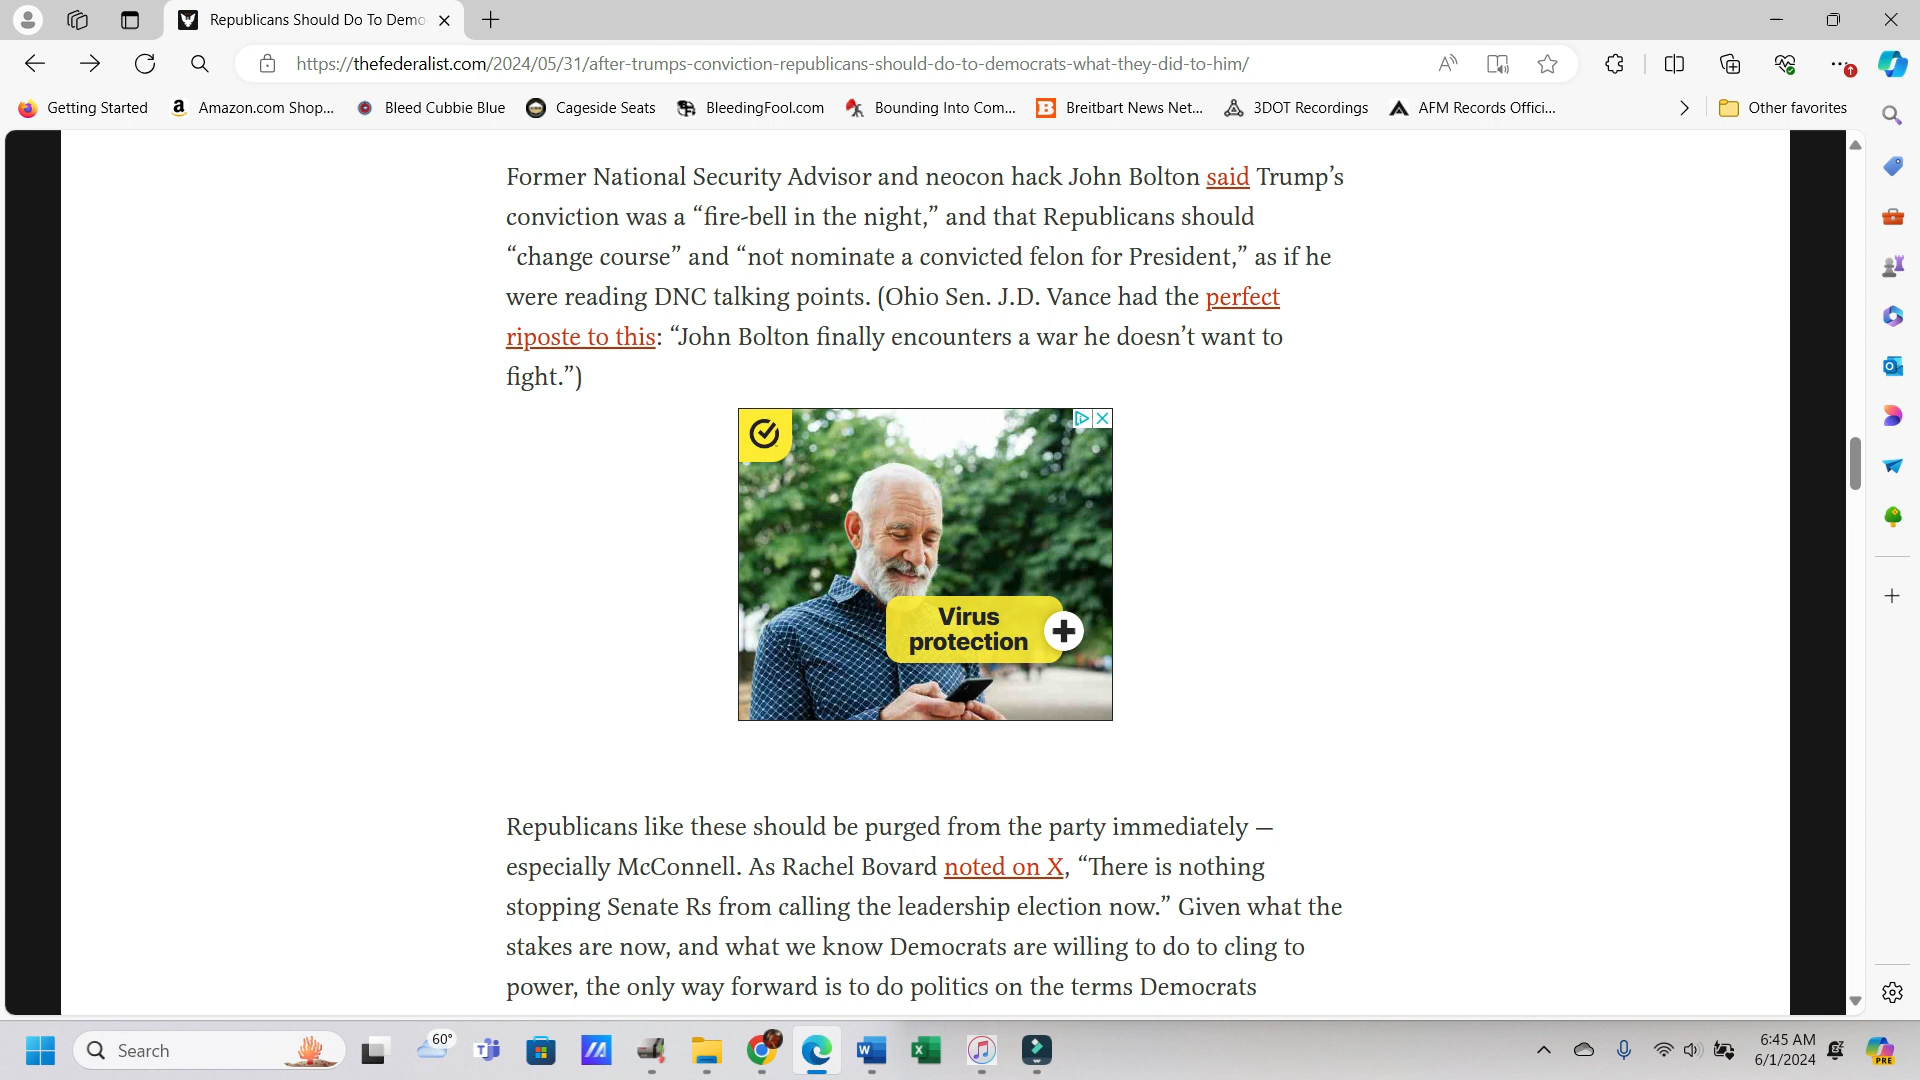 Republicans Should Do To Demo
https://thefederalist.com/2024/05/31/after-trumps-conviction-republicans-should-do-to-democrats-what-they-did-to-him/
Getting Started
Amazon.com Shop...
Bleed Cubbie Blue
Cageside Seats
BleedingFool.com
Bounding Into Com...
Breitbart News Net...
3DOT Recordings
AFM Records Offici...
Other favorites
Former National Security Advisor and neocon hack John Bolton said Trump’s
conviction was a “fire-bell in the night,” and that Republicans should
“change course” and “not nominate a convicted felon for President,” as if he
were reading DNC talking points. (Ohio Sen. J.D. Vance had the perfect
riposte to this: “John Bolton finally encounters a war he doesn’t want to
fight.”)
Virus
protection
Republicans like these should be purged from the party immediately —
especially McConnell. As Rachel Bovard noted on X, “There is nothing
stopping Senate Rs from calling the leadership election now.” Given what the
stakes are now, and what we know Democrats are willing to do to cling to
power, the only way forward is to do politics on the terms Democrats
Search
60°
6:45 AM
6/1/2024
PRE